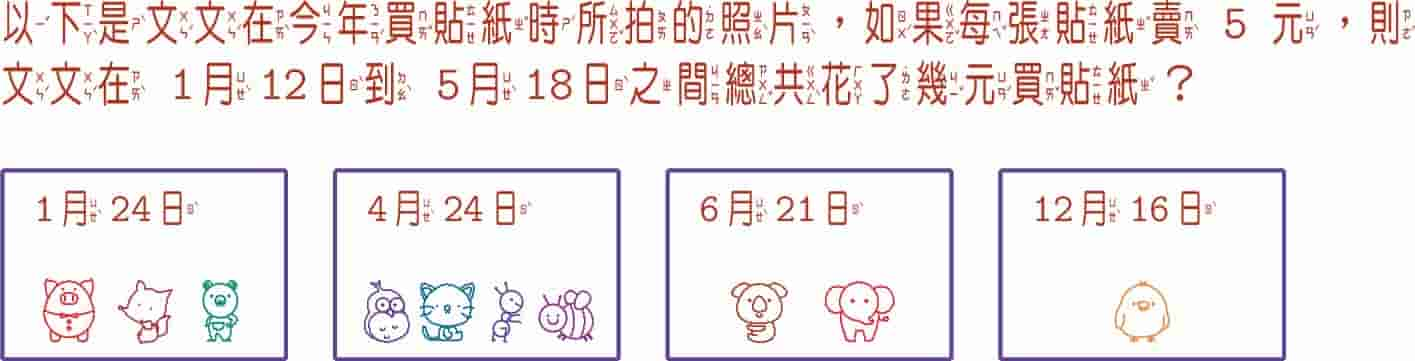 以下是文文在今年買貼紙時所拍的照片，如果每張貼紙賣 5 元，則
文文在 1月12日到 5月18日之間總共花了幾元買貼紙？
1月24日
4月24日
6月21日
12月16日